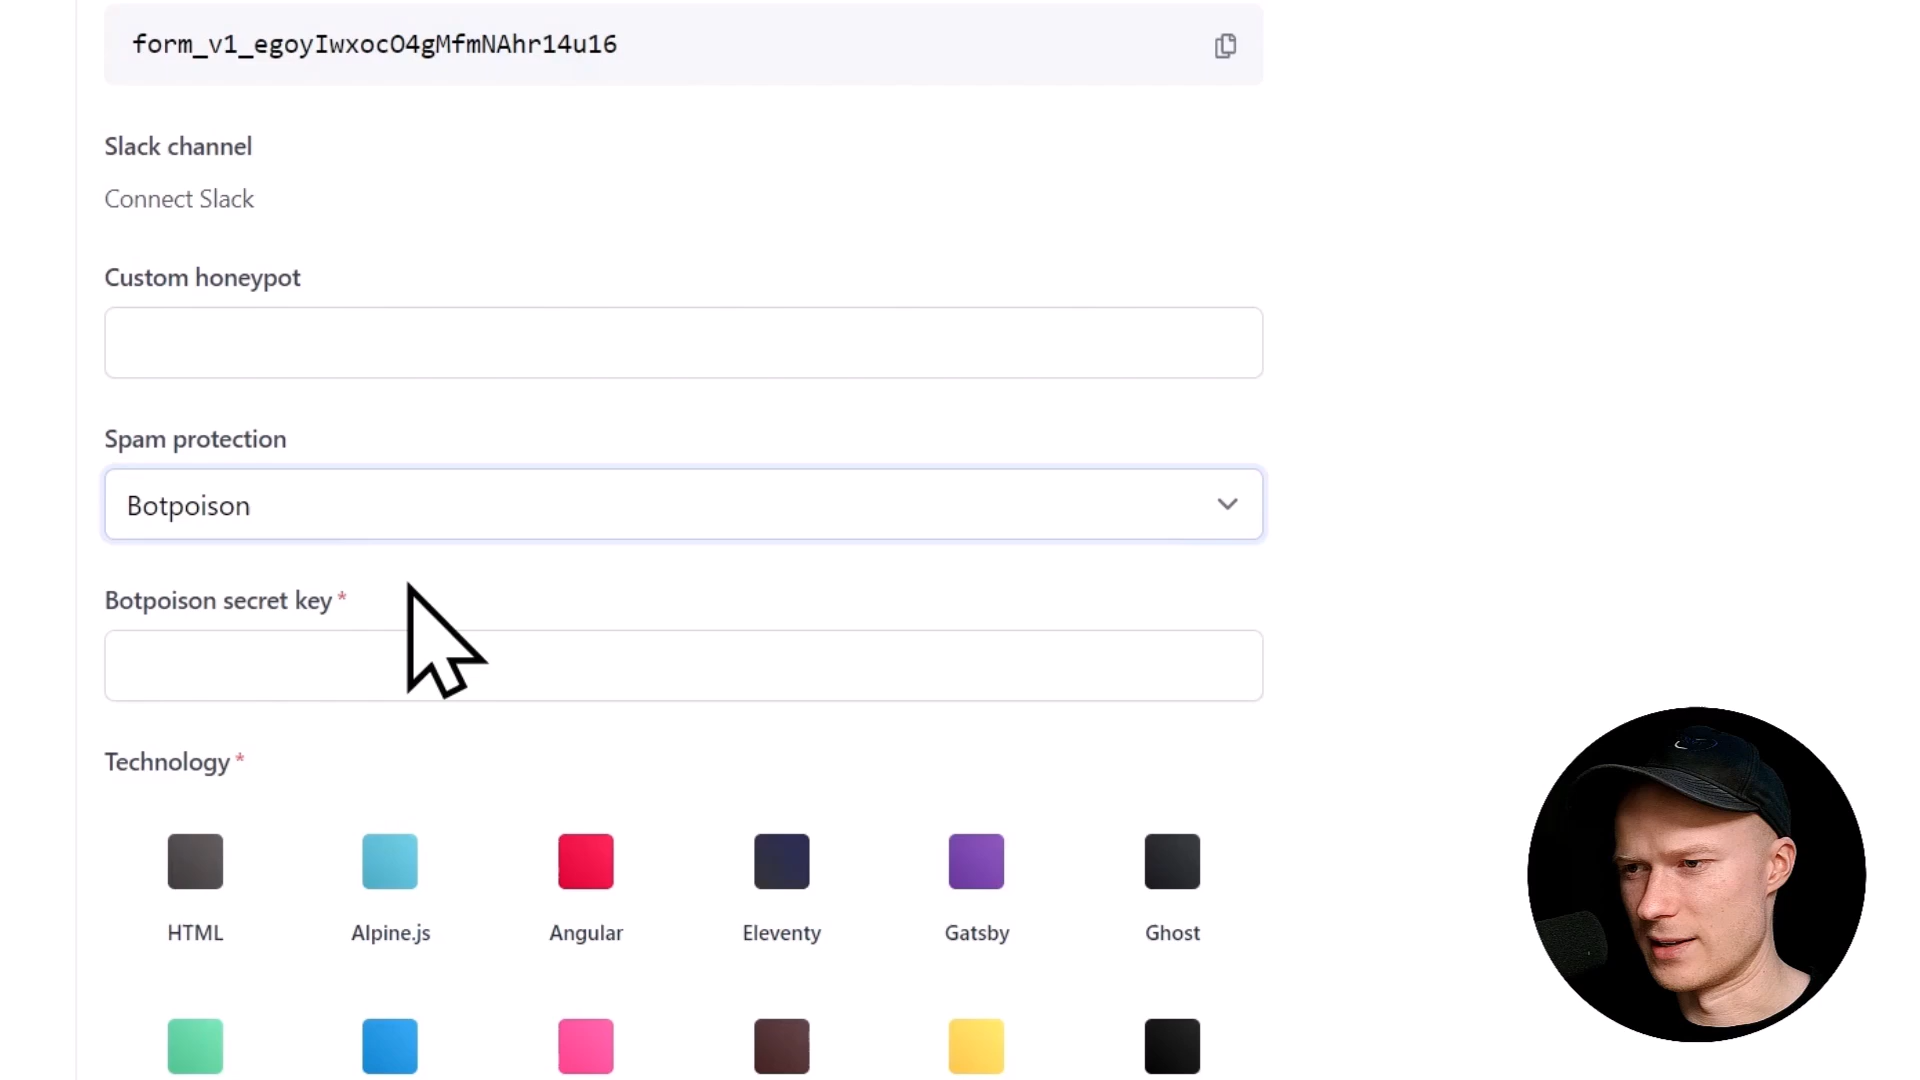 form_v1_egoyIwxocO4gMfmNAhr14u16
Slack channel
Connect Slack
Custom honeypot
Spam protection
Botpoison
Botpoison secret key *
Technology *
HTML Alpine.js Angular Eleventy Gatsby Ghost